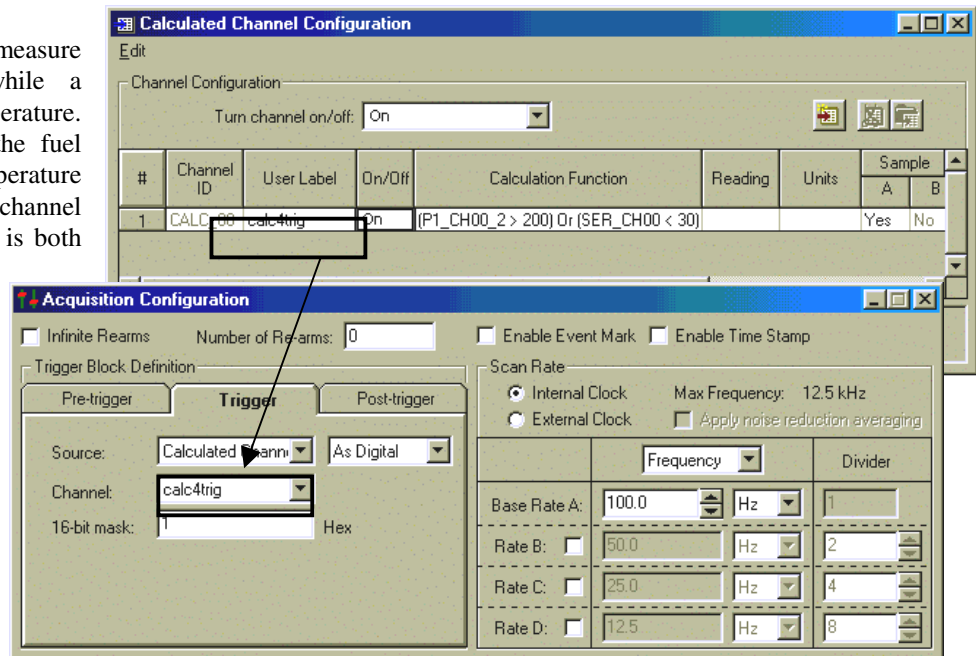 measure
while a
erature.
the fuel
perature
channel
is both
Calculated Channel Configuration
Edit
Channel Configuration
Turn channel on/off: On
# Channel ID User Label On/Off Calculation Function Reading Units Sample
A B
1 CALC_00 calc4trig On (P1_CH00_2 > 200) Or (SER_CH00 < 30) Yes No
Acquisition Configuration
Infinite Rearms Number of Re-arms: 0 Enable Event Mark Enable Time Stamp
Trigger Block Definition
Pre-trigger Trigger Post-trigger
Source: Calculated Chann As Digital
Channel: calc4trig
16-bit mask: 1 Hex
Scan Rate
Internal Clock Max Frequency: 12.5 kHz
External Clock Apply noise reduction averaging
Frequency Divider
Base Rate A: 100.0 Hz 1
Rate B: 50.0 Hz 2
Rate C: 25.0 Hz 4
Rate D: 12.5 Hz 8